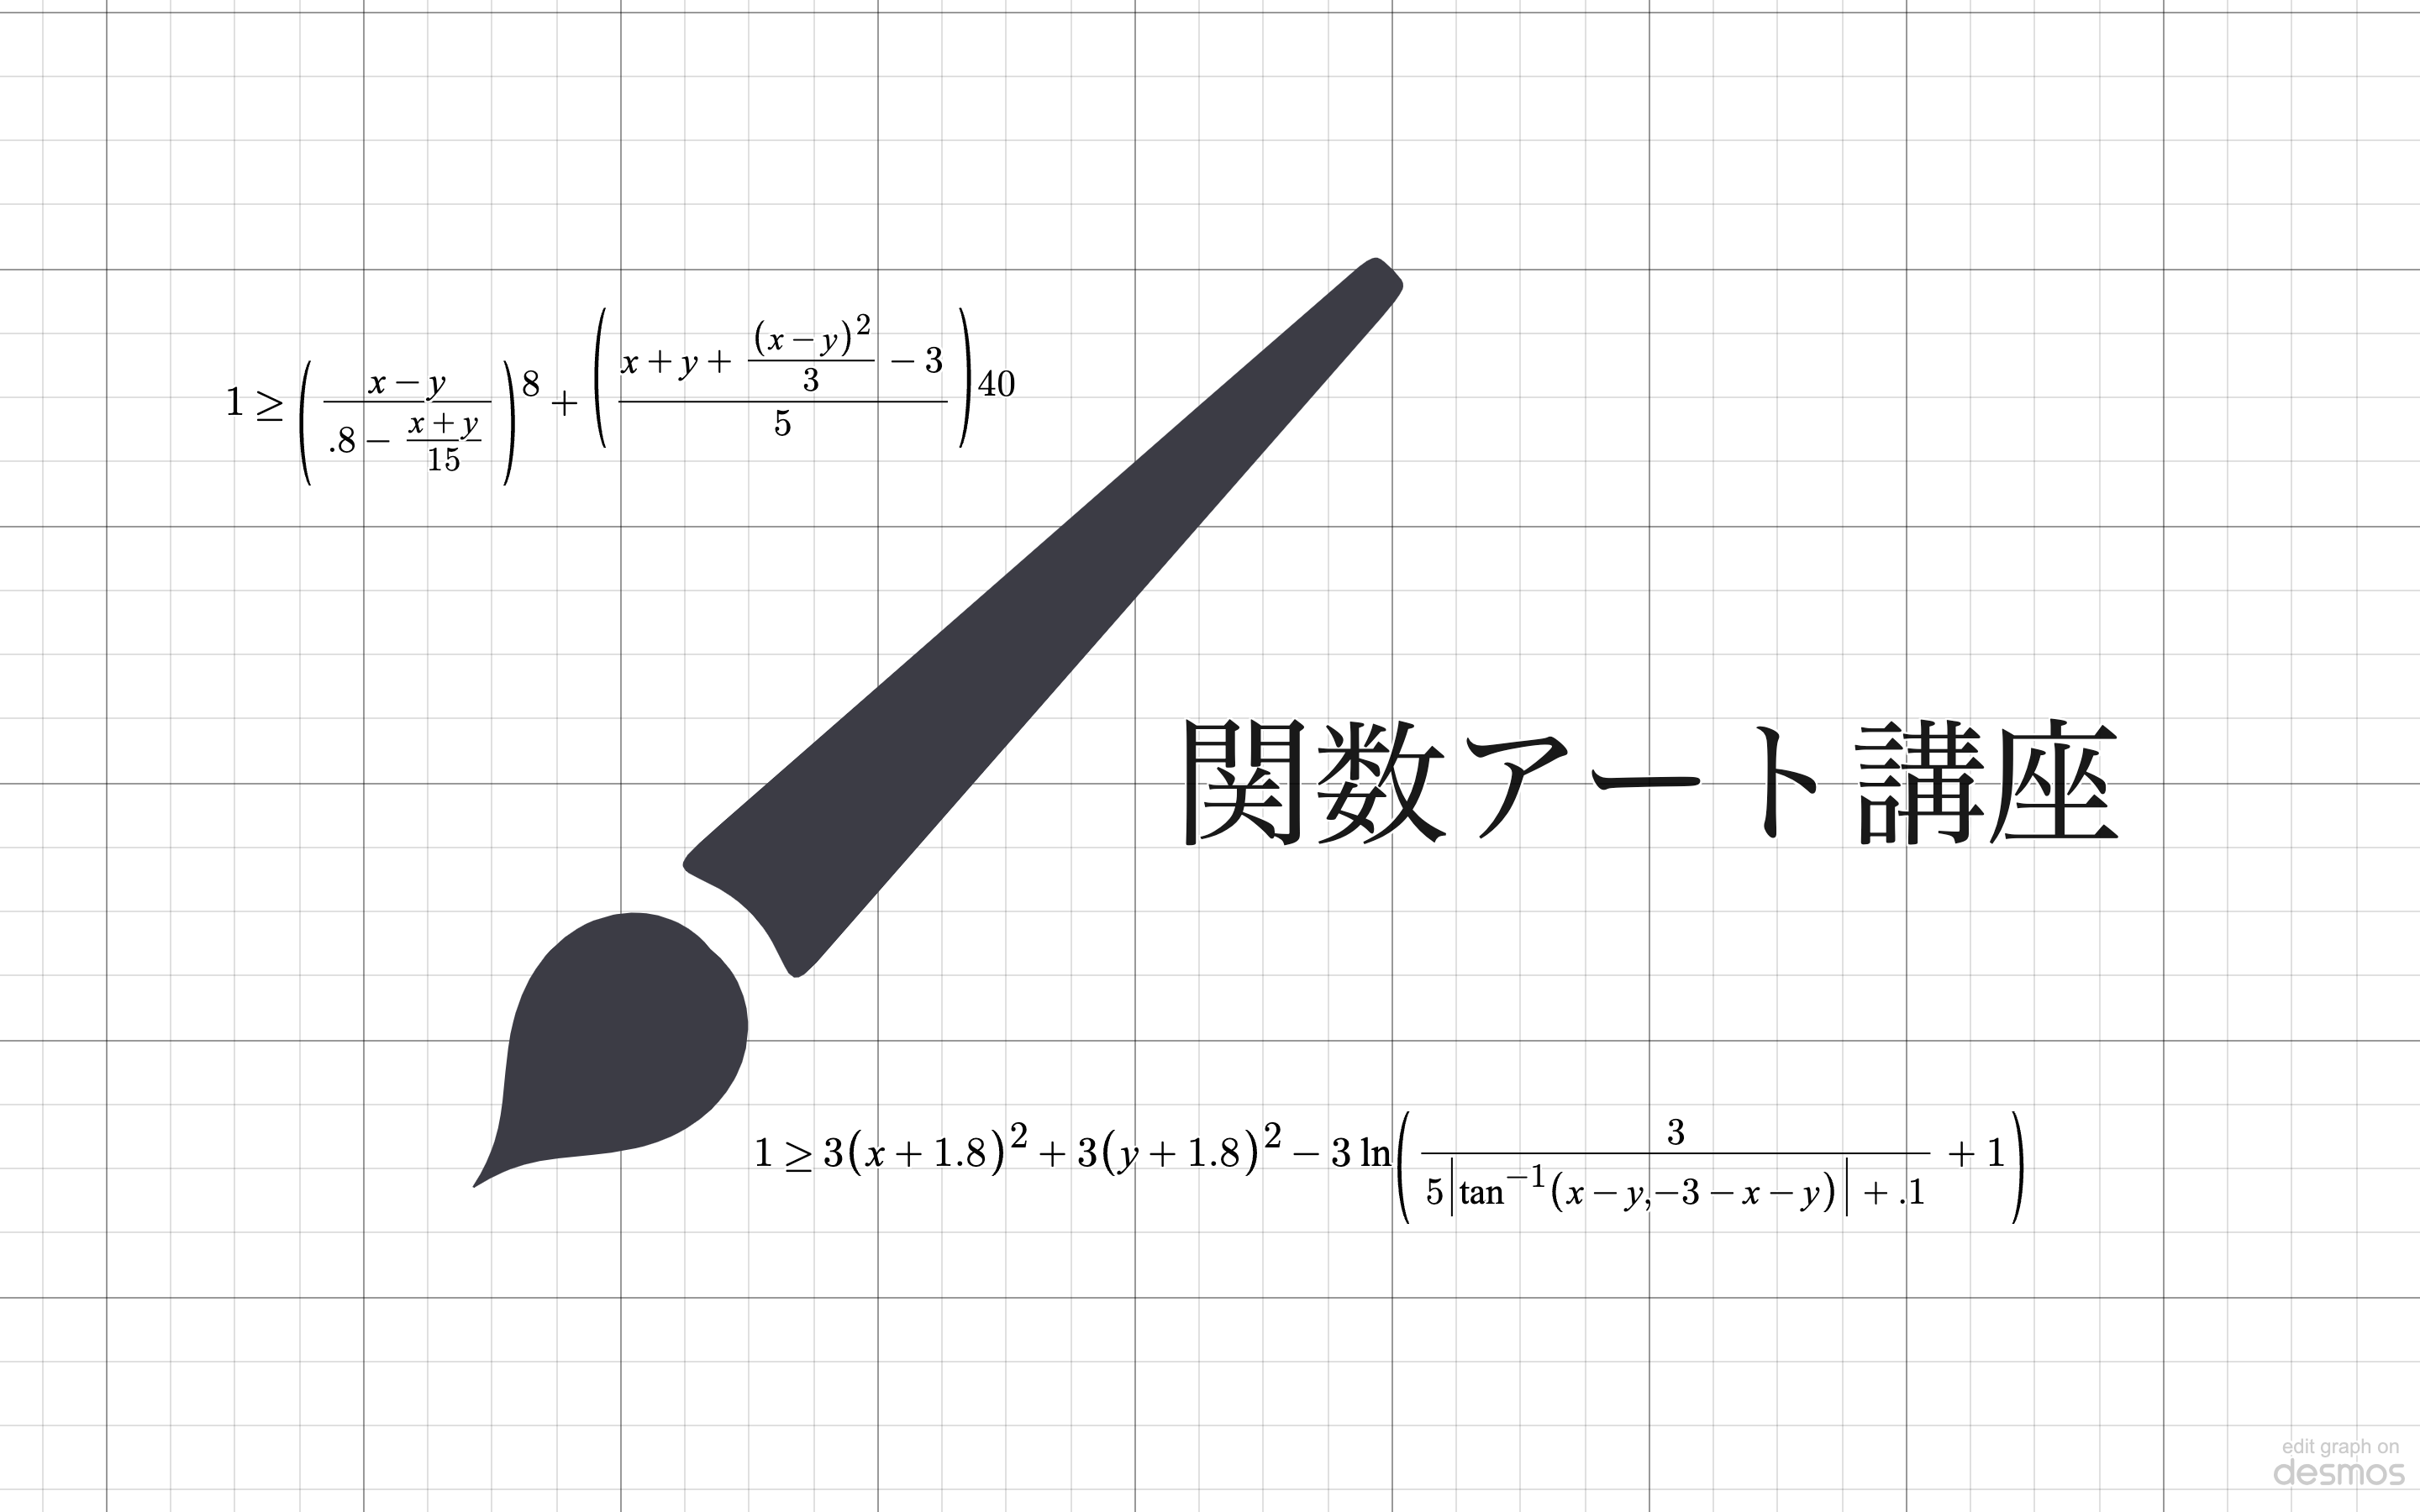 1 ≥ ( (x − y) / (.8 − (x + y)/15) )^8 + ( (x + y + (x − y)^2/3 − 3) / 5 )^40
関数アート講座
1 ≥ 3(x + 1.8)^2 + 3(y + 1.8)^2 − 3 ln( 3 / (5|tan^−1(x − y, −3 − x − y)| + .1) + 1 )
edit graph on
desmos